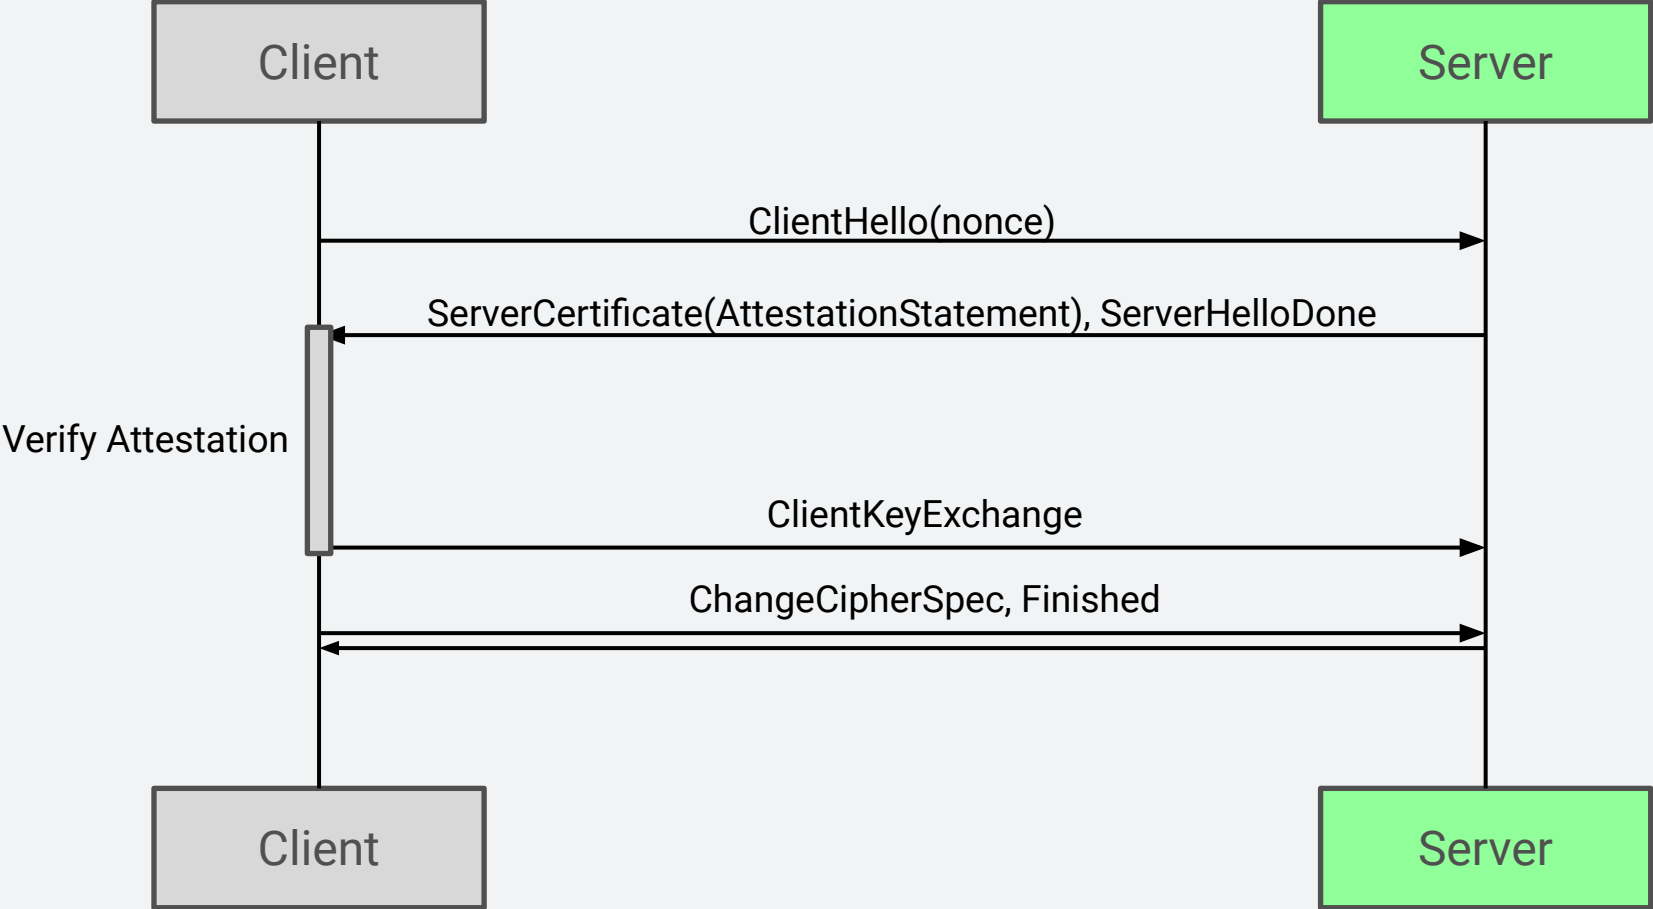 Client
Server
ClientHello(nonce)
ServerCertificate(AttestationStatement), ServerHelloDone
Verify Attestation
ClientKeyExchange
ChangeCipherSpec, Finished
Client
Server